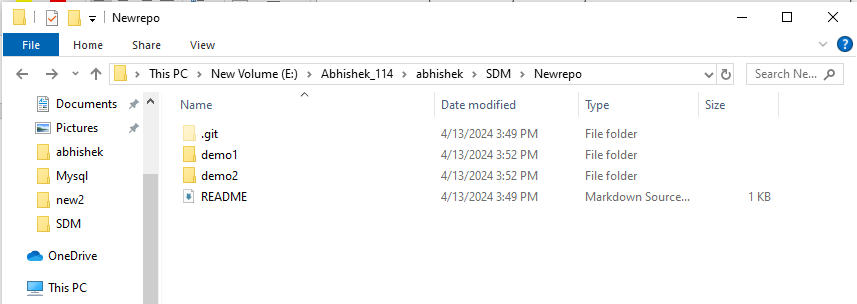 Newrepo
File Home Share View
This PC New Volume (E:) Abhishek_114 abhishek SDM Newrepo Search Ne...
Documents
Pictures
abhishek
Mysql
new2
SDM
OneDrive
This PC
Name Date modified Type Size
.git 4/13/2024 3:49 PM File folder
demo1 4/13/2024 3:52 PM File folder
demo2 4/13/2024 3:52 PM File folder
README 4/13/2024 3:49 PM Markdown Source... 1 KB